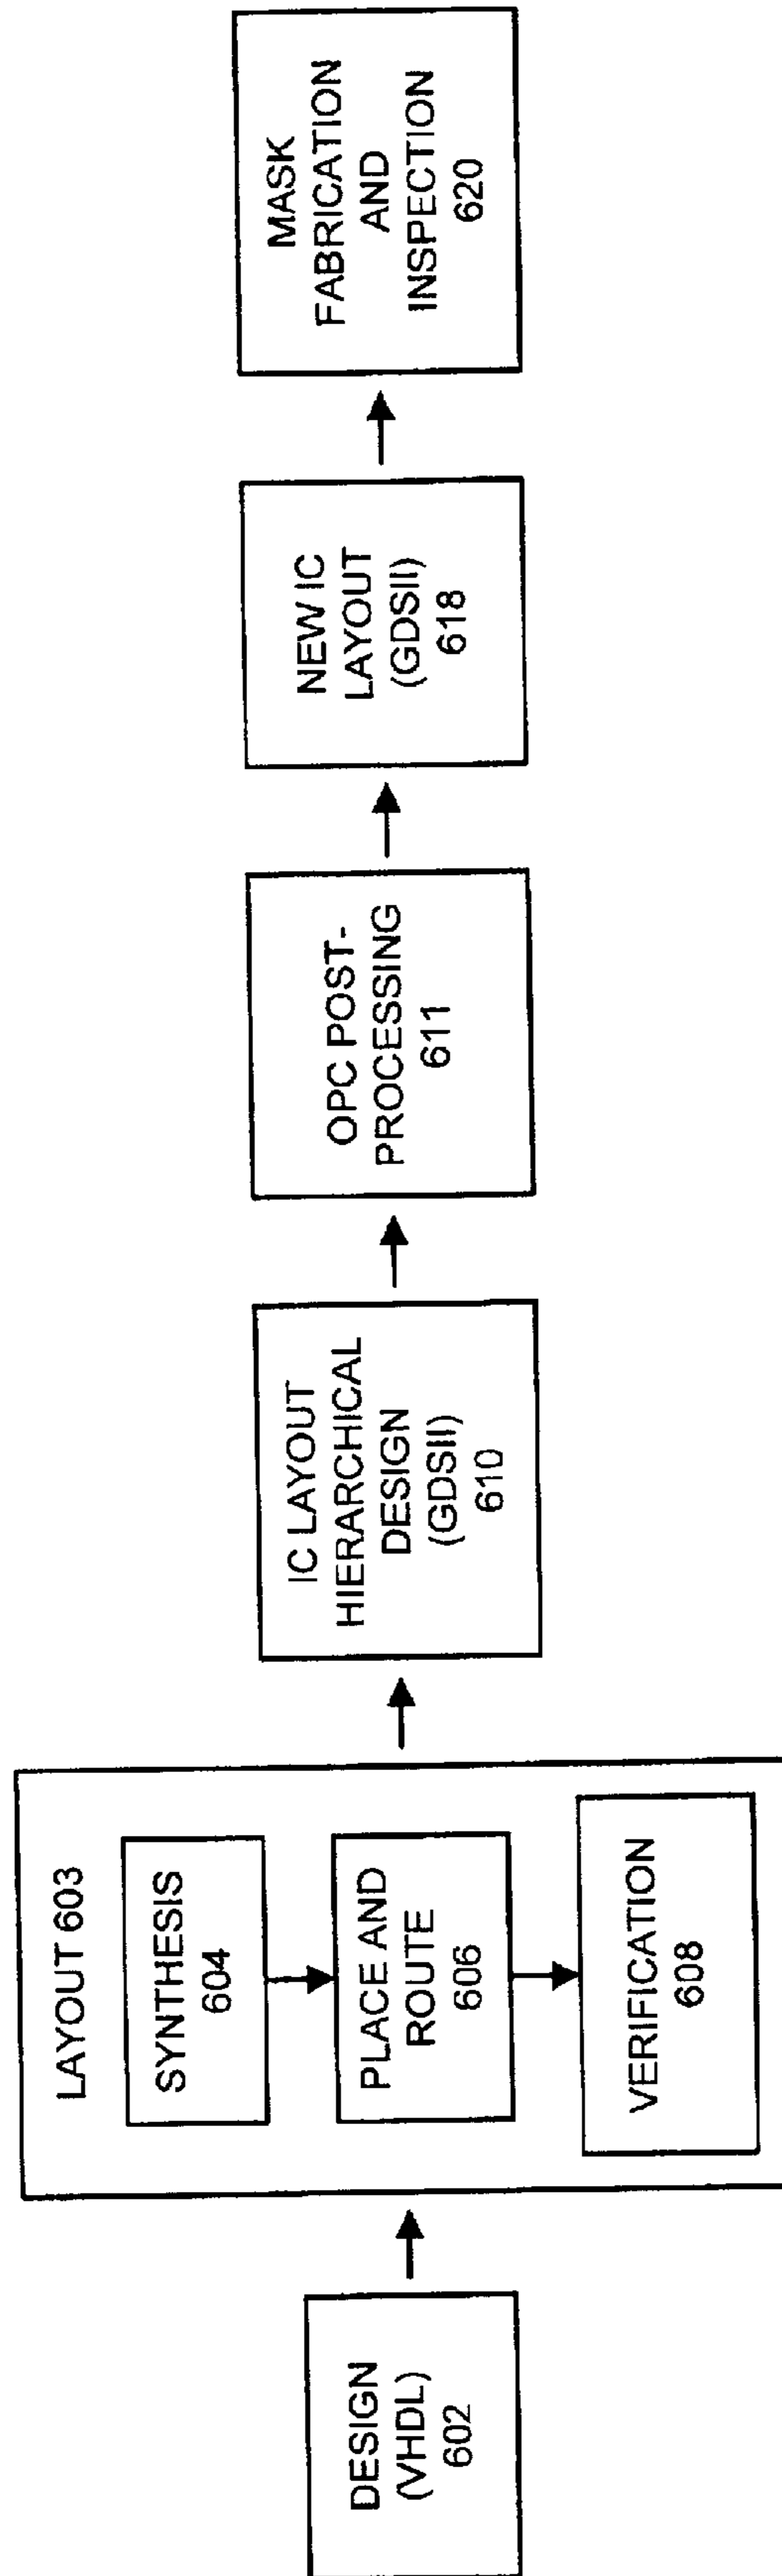 DESIGN
(VHDL)
602
LAYOUT 603
SYNTHESIS
604
PLACE AND
ROUTE
606
VERIFICATION
608
IC LAYOUT
HIERARCHICAL
DESIGN
(GDSII)
610
OPC POST-
PROCESSING
611
NEW IC
LAYOUT
(GDSII)
618
MASK
FABRICATION
AND
INSPECTION
620